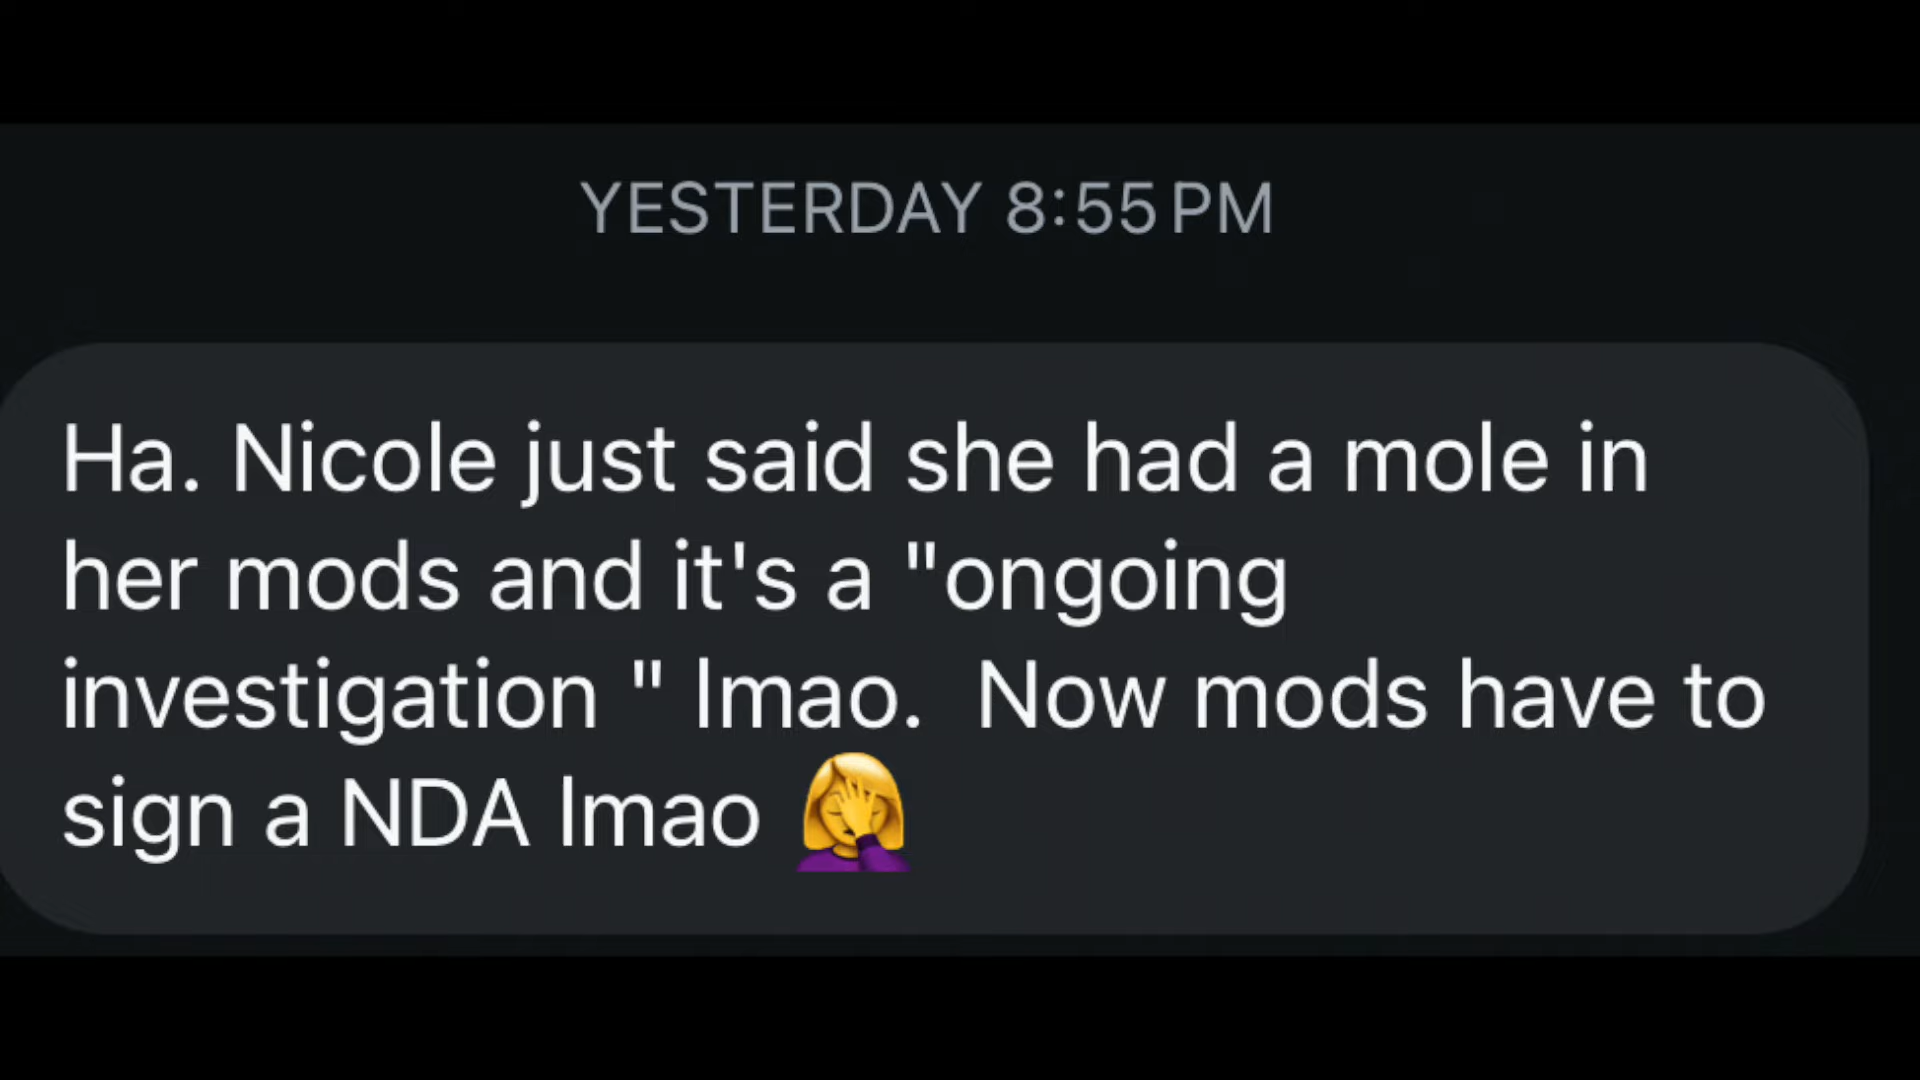 YESTERDAY 8:55 PM
Ha. Nicole just said she had a mole in
her mods and it's a "ongoing
investigation " lmao.  Now mods have to
sign a NDA lmao 🤦‍♀️